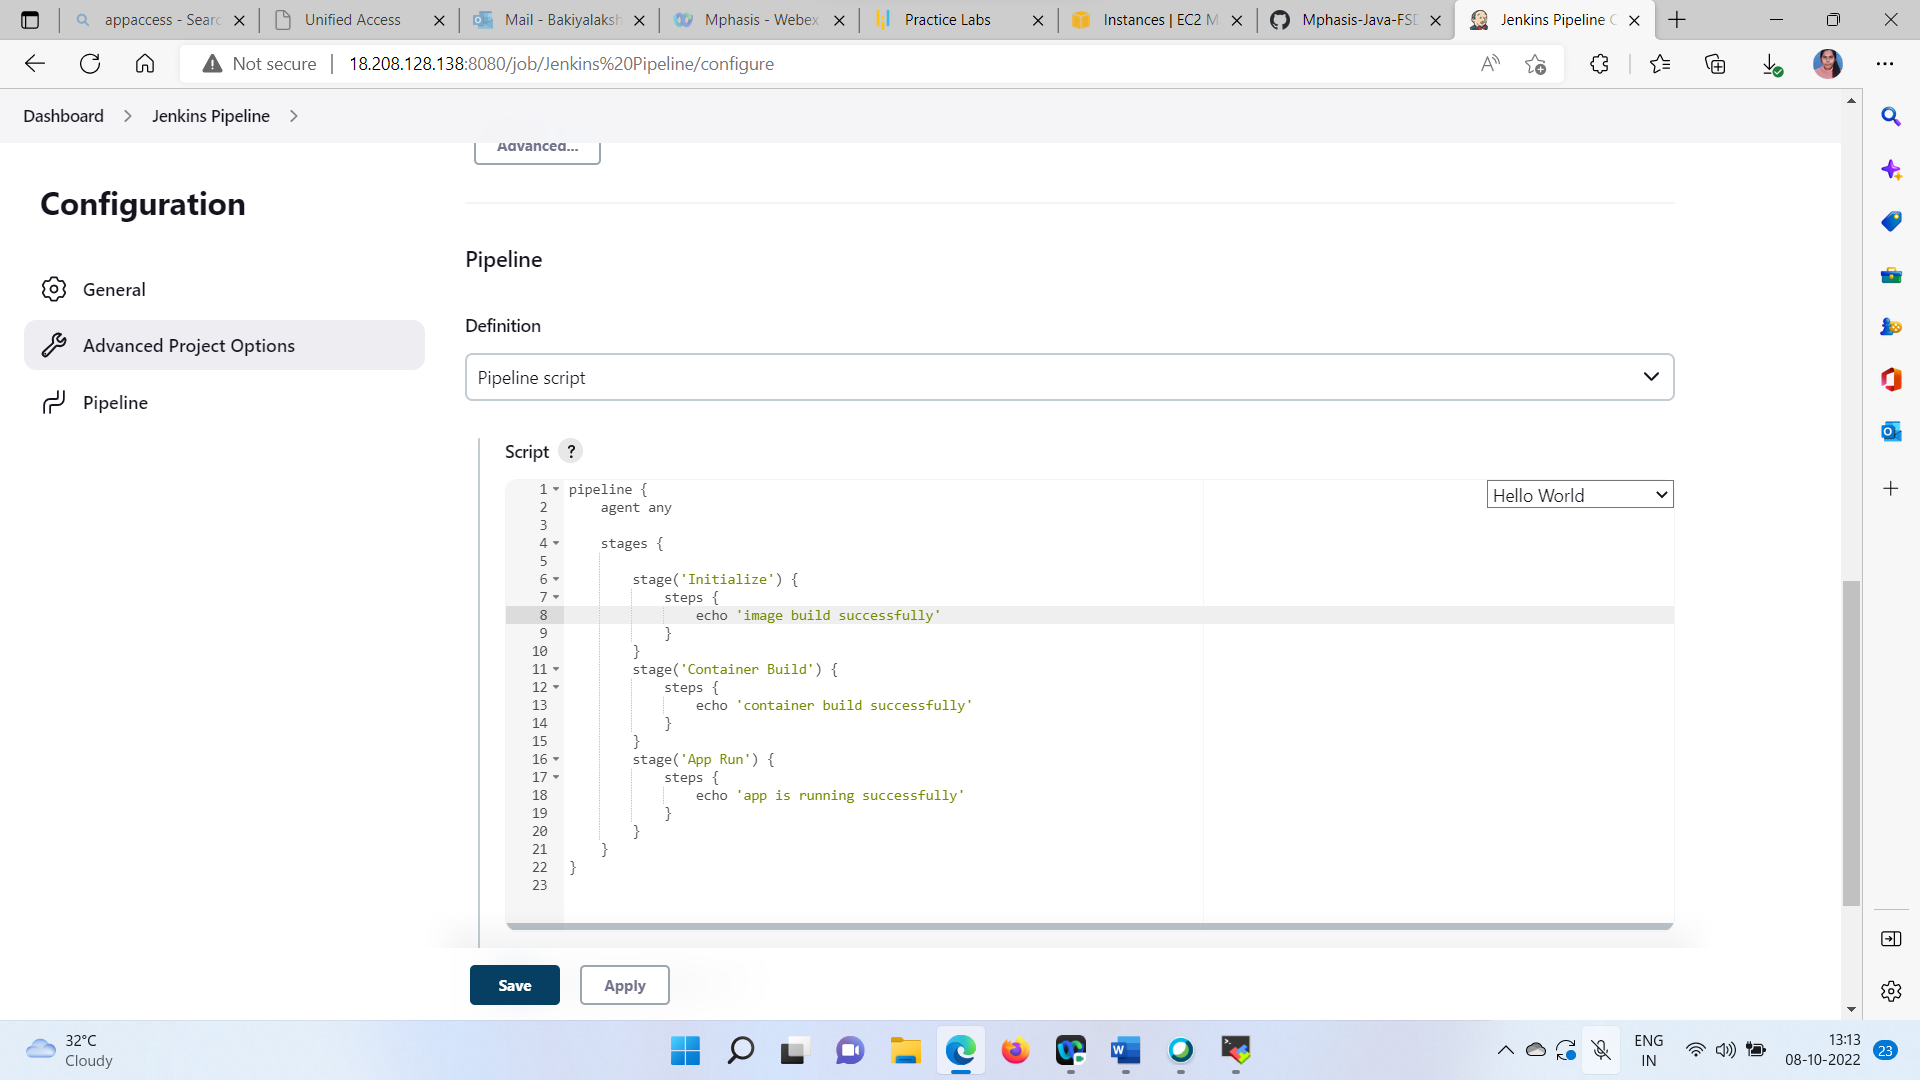 appaccess - Searc
Unified Access
Mail - Bakiyalaksh
Mphasis - Webex
Practice Labs
Instances | EC2 M
Mphasis-Java-FSD
Jenkins Pipeline C
Not secure
18.208.128.138:8080/job/Jenkins%20Pipeline/configure
Dashboard
Jenkins Pipeline
Advanced...
Configuration
General
Advanced Project Options
Pipeline
Pipeline
Definition
Pipeline script
Script ?
Hello World
1 pipeline {
2 agent any
3
4 stages {
5
6 stage('Initialize') {
7 steps {
8 echo 'image build successfully'
9 }
10 }
11 stage('Container Build') {
12 steps {
13 echo 'container build successfully'
14 }
15 }
16 stage('App Run') {
17 steps {
18 echo 'app is running successfully'
19 }
20 }
21 }
22 }
23
Save
Apply
32°C
Cloudy
ENG
IN
13:13
08-10-2022
23